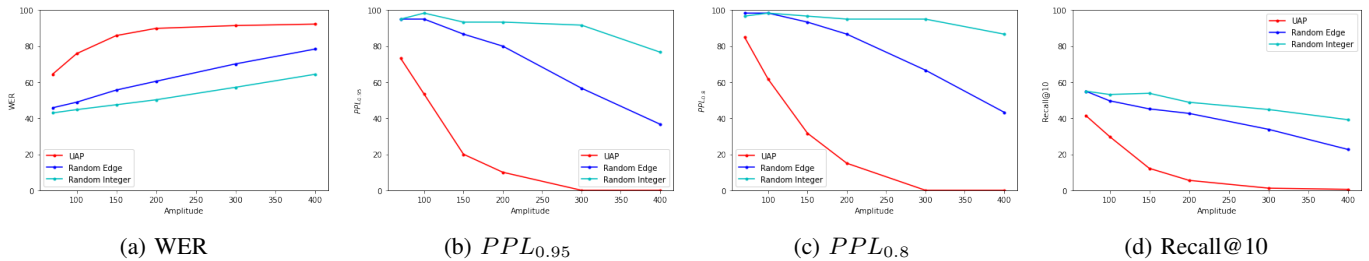 100
80
60
40
20
0
WER
UAP
Random Edge
Random Integer
100 150 200 250 300 350 400
Amplitude
(a) WER
100
80
60
40
20
0
PPL0.95
UAP
Random Edge
Random Integer
100 150 200 250 300 350 400
Amplitude
(b) PPL0.95
100
80
60
40
20
0
PPL0.8
UAP
Random Edge
Random Integer
100 150 200 250 300 350 400
Amplitude
(c) PPL0.8
100
80
60
40
20
0
Recall@10
UAP
Random Edge
Random Integer
100 150 200 250 300 350 400
Amplitude
(d) Recall@10